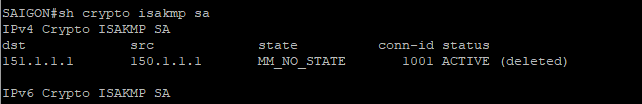 SAIGON#sh crypto isakmp sa
IPv4 Crypto ISAKMP SA
dst src state conn-id status
151.1.1.1 150.1.1.1 MM_NO_STATE 1001 ACTIVE (deleted)
IPv6 Crypto ISAKMP SA